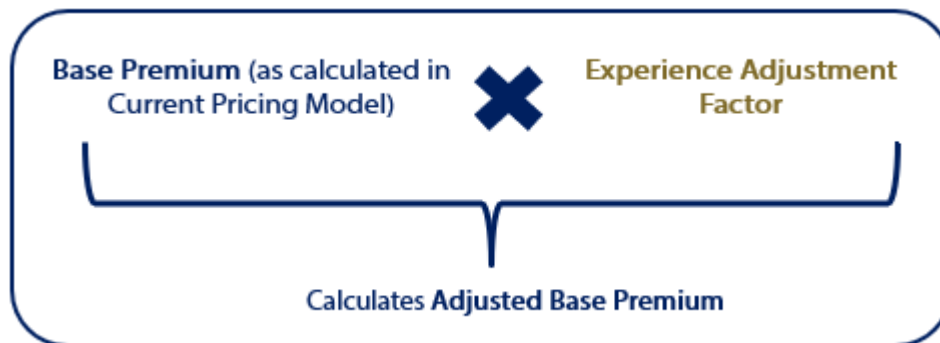 Base Premium (as calculated in
Current Pricing Model)
Experience Adjustment
Factor
Calculates Adjusted Base Premium